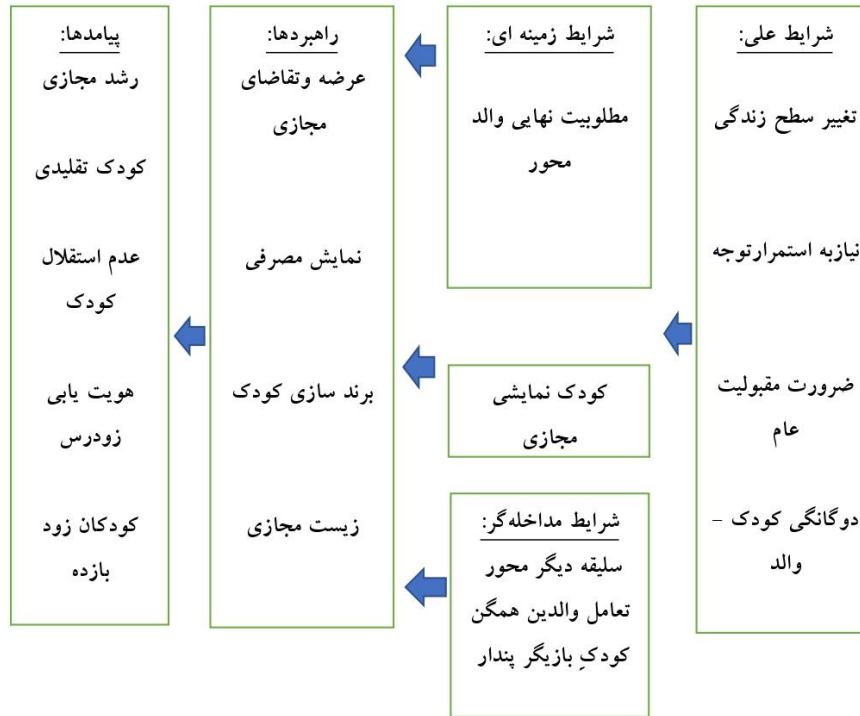 شرایط علی:
تغییر سطح زندگی
نیازبه استمرارتوجه
ضرورت مقبولیت
عام
دوگانگی کودک –
والد
شرایط زمینه ای:
مطلوبیت نهایی والد
محور
کودک نمایشی
مجازی
شرایط مداخله‌گر:
سلیقه دیگر محور
تعامل والدین همگن
کودکِ بازیگر پندار
راهبردها:
عرضه وتقاضای
مجازی
نمایش مصرفی
برند سازی کودک
زیست مجازی
پیامدها:
رشد مجازی
کودک تقلیدی
عدم استقلال
کودک
هویت یابی
زودرس
کودکان زود
بازده